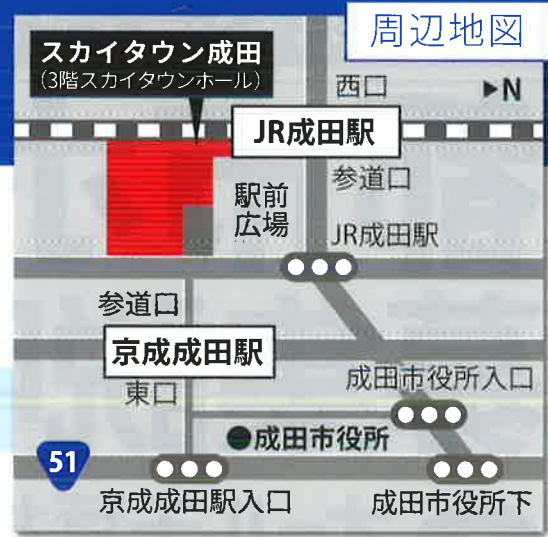 周辺地図
スカイタウン成田
(3階スカイタウンホール)
西口
▶N
JR成田駅
参道口
駅前
広場
JR成田駅
参道口
京成成田駅
東口
成田市役所入口
●成田市役所
51
京成成田駅入口
成田市役所下